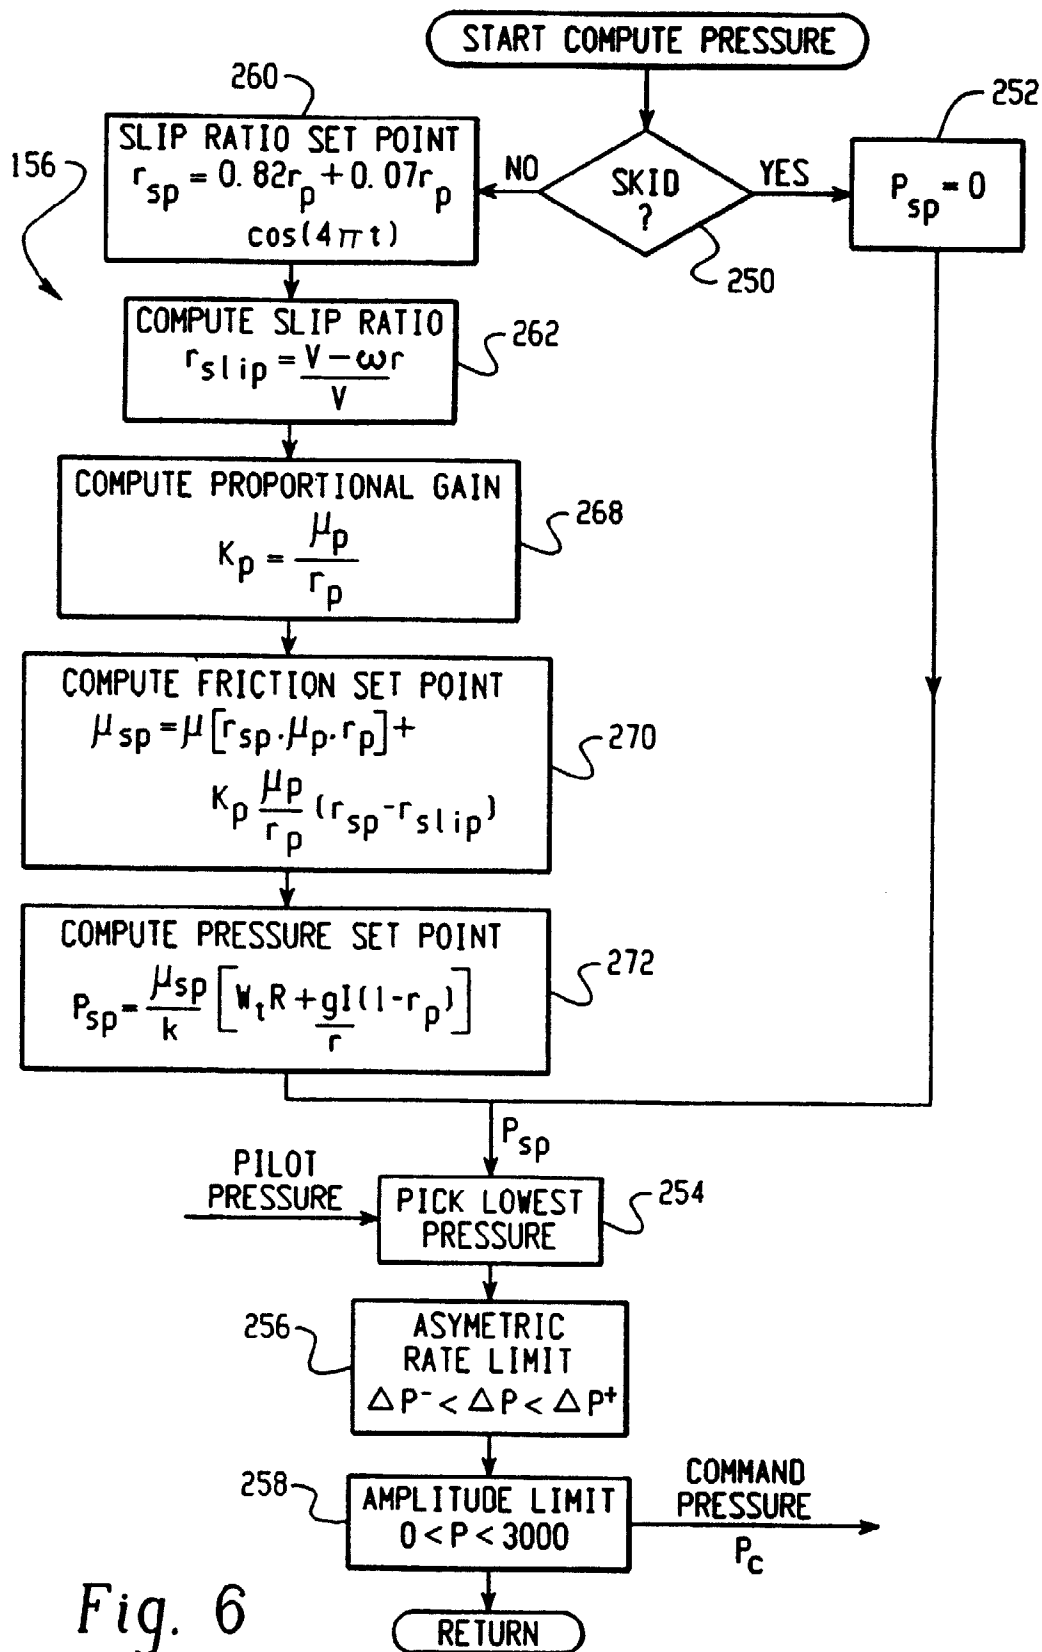 START COMPUTE PRESSURE
260
252
SLIP RATIO SET POINT
r_sp = 0.82r_p + 0.07r_p
cos(4πt)
156
NO
SKID
?
YES
P_sp = 0
250
COMPUTE SLIP RATIO
r_slip = V - ωr
V
262
COMPUTE PROPORTIONAL GAIN
K_p = μ_p
r_p
268
COMPUTE FRICTION SET POINT
μ_sp = μ[r_sp.μ_p.r_p]+
K_p μ_p (r_sp - r_slip)
r_p
270
COMPUTE PRESSURE SET POINT
P_sp = μ_sp [W_t R + gI (1 - r_p)]
k r
272
P_sp
PILOT
PRESSURE
PICK LOWEST
PRESSURE
254
256
ASYMETRIC
RATE LIMIT
ΔP⁻ < ΔP < ΔP⁺
258
AMPLITUDE LIMIT
0 < P < 3000
COMMAND
PRESSURE
P_c
RETURN
Fig. 6